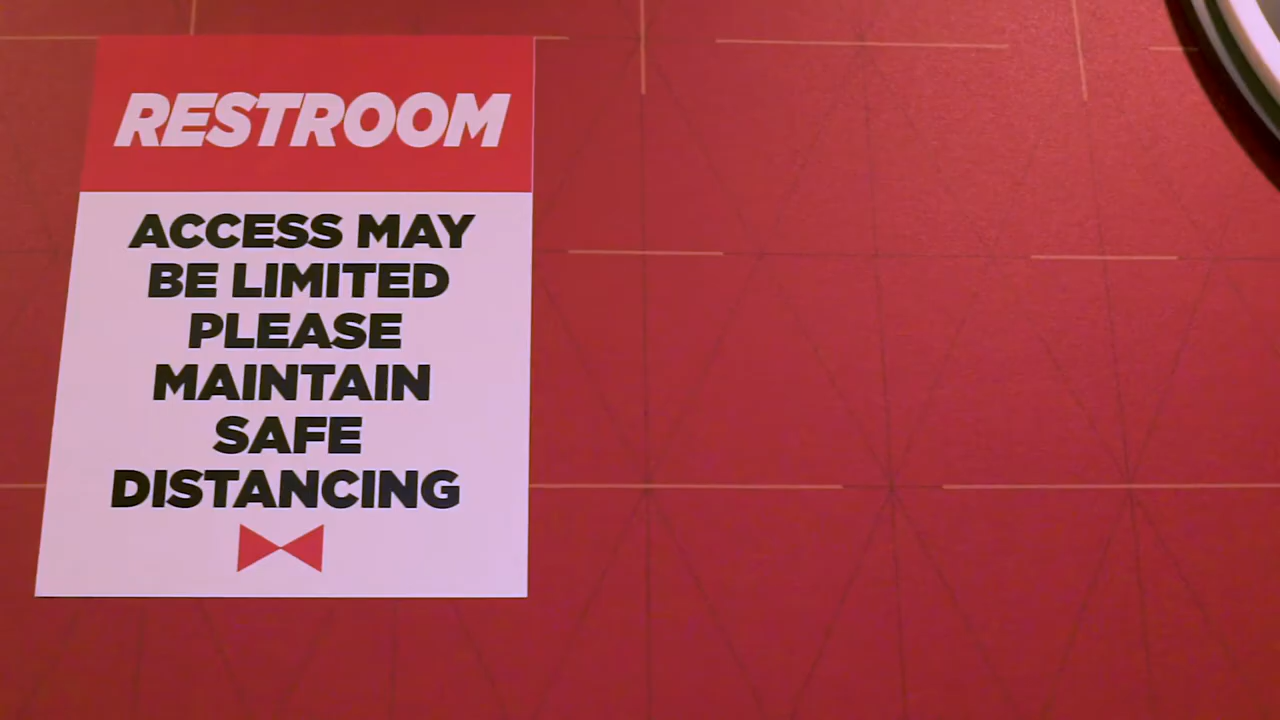 RESTROOM
ACCESS MAY
BE LIMITED
PLEASE
MAINTAIN
SAFE
DISTANCING